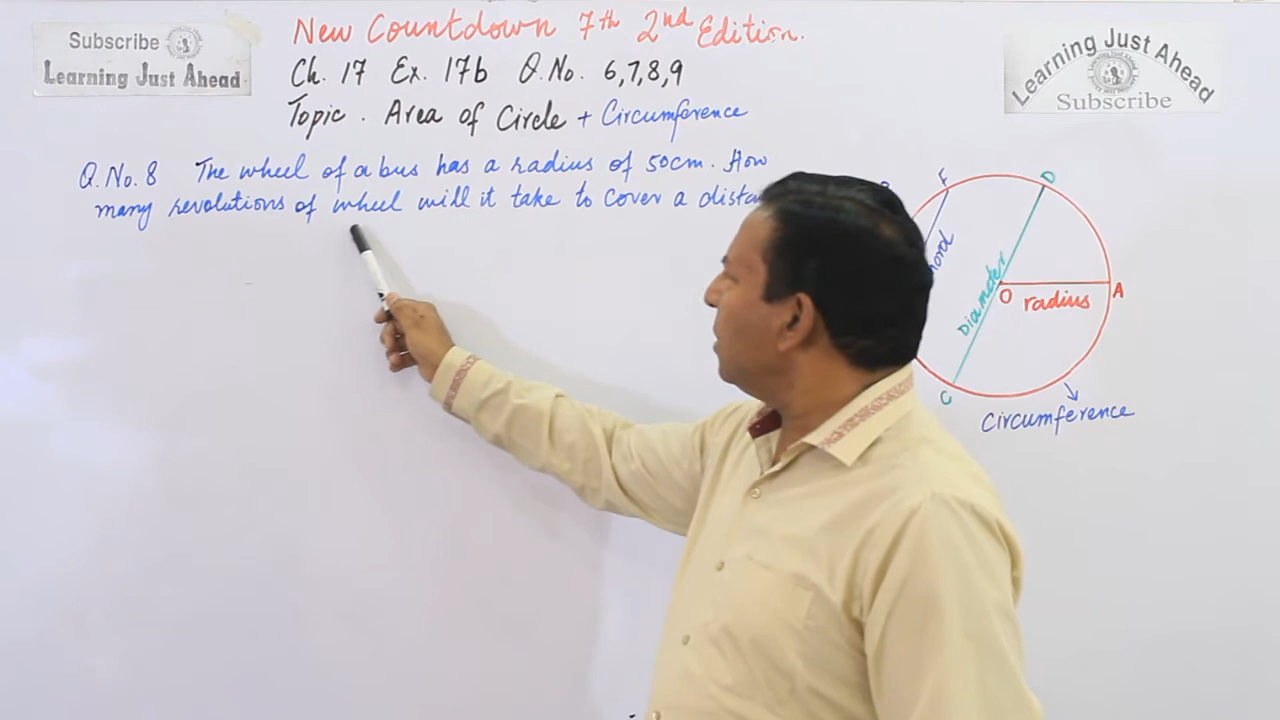 Subscribe
Learning Just Ahead
New Countdown 7th 2nd Edition.
Ch. 17 Ex. 17b Q.No. 6,7,8,9
Topic. Area of Circle + Circumference
Learning Just Ahead
Subscribe
Q.No.8 The wheel of a bus has a radius of 50cm. How
many revolutions of wheel will it take to cover a
F
D
Diameter
O
radius
A
C
Circumference